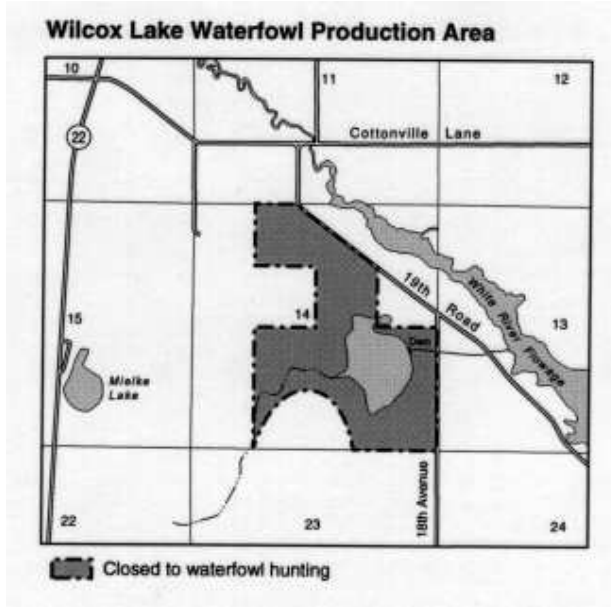 Wilcox Lake Waterfowl Production Area
10
11
12
22
Cottonville Lane
19th Road
White River Flowage
15
14
13
Dam
Mielke
Lake
18th Avenue
22
23
24
Closed to waterfowl hunting